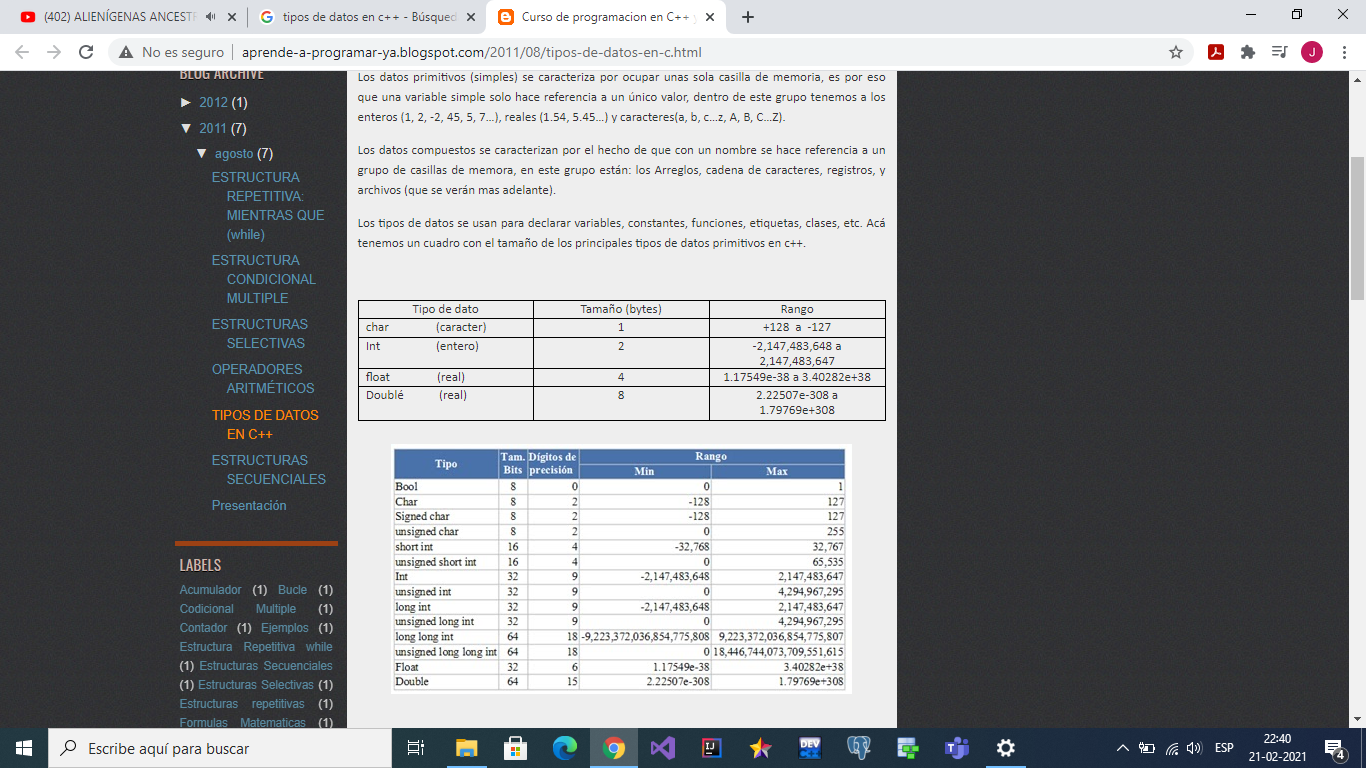 (402) ALIENÍGENAS ANCESTR
tipos de datos en c++ - Búsqued
Curso de programacion en C++ y
No es seguro
aprende-a-programar-ya.blogspot.com/2011/08/tipos-de-datos-en-c.html
J
BLOG ARCHIVE
► 2012 (1)
▼ 2011 (7)
▼ agosto (7)
ESTRUCTURA
REPETITIVA:
MIENTRAS QUE
(while)
ESTRUCTURA
CONDICIONAL
MULTIPLE
ESTRUCTURAS
SELECTIVAS
OPERADORES
ARITMÉTICOS
TIPOS DE DATOS
EN C++
ESTRUCTURAS
SECUENCIALES
Presentación
LABELS
Acumulador (1) Bucle (1)
Codicional Multiple (1)
Contador (1) Ejemplos (1)
Estructura Repetitiva while
(1) Estructuras Secuenciales
(1) Estructuras Selectivas (1)
Estructuras repetitivas (1)
Formulas Matematicas (1)
Los datos primitivos (simples) se caracteriza por ocupar unas sola casilla de memoria, es por eso
que una variable simple solo hace referencia a un único valor, dentro de este grupo tenemos a los
enteros (1, 2, -2, 45, 5, 7...), reales (1.54, 5.45...) y caracteres(a, b, c...z, A, B, C...Z).
Los datos compuestos se caracterizan por el hecho de que con un nombre se hace referencia a un
grupo de casillas de memora, en este grupo están: los Arreglos, cadena de caracteres, registros, y
archivos (que se verán mas adelante).
Los tipos de datos se usan para declarar variables, constantes, funciones, etiquetas, clases, etc. Acá
tenemos un cuadro con el tamaño de los principales tipos de datos primitivos en c++.
Tipo de dato Tamaño (bytes) Rango
char (caracter) 1 +128 a -127
Int (entero) 2 -2,147,483,648 a
2,147,483,647
float (real) 4 1.17549e-38 a 3.40282e+38
Doublé (real) 8 2.22507e-308 a
1.79769e+308
Tipo Tam. Dígitos de Rango
Bits precisión Min Max
Bool 8 0 0 1
Char 8 2 -128 127
Signed char 8 2 -128 127
unsigned char 8 2 0 255
short int 16 4 -32,768 32,767
unsigned short int 16 4 0 65,535
Int 32 9 -2,147,483,648 2,147,483,647
unsigned int 32 9 0 4,294,967,295
long int 32 9 -2,147,483,648 2,147,483,647
unsigned long int 32 9 0 4,294,967,295
long long int 64 18 -9,223,372,036,854,775,808 9,223,372,036,854,775,807
unsigned long long int 64 18 0 18,446,744,073,709,551,615
Float 32 6 1.17549e-38 3.40282e+38
Double 64 15 2.22507e-308 1.79769e+308
Escribe aquí para buscar
IJ
DEV
ESP
22:40
21-02-2021
4